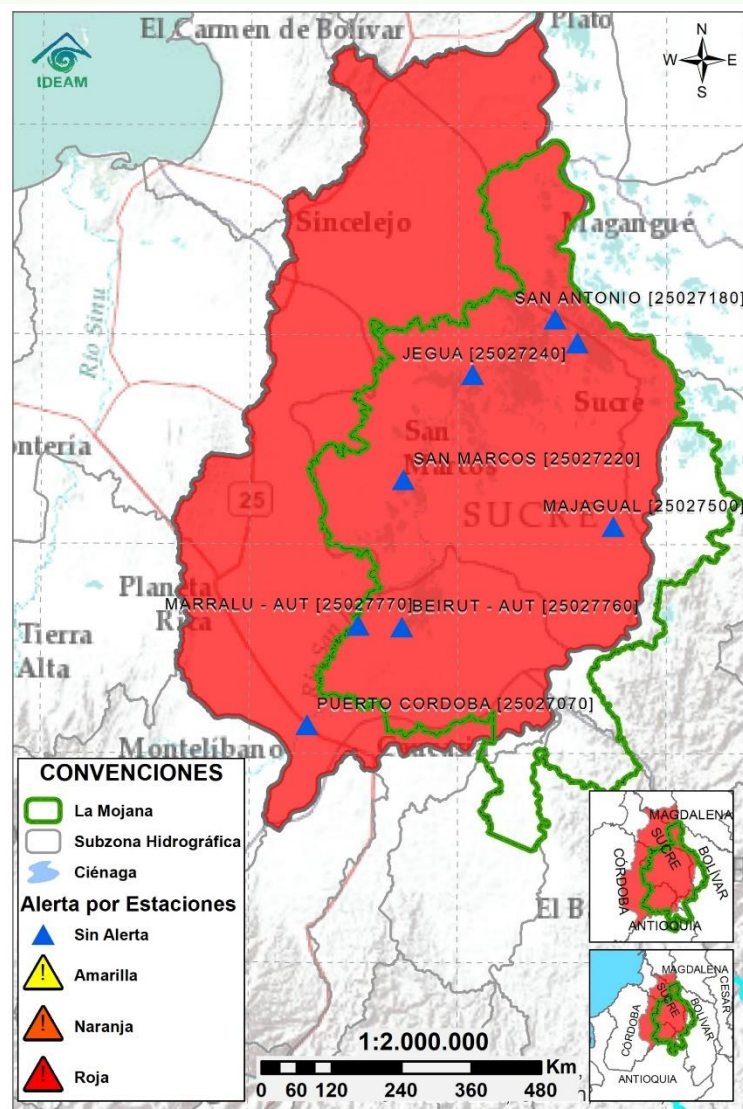 El Carmen de Bolívar
Plato
IDEAM
N
W E
S
Sincelejo
Magangué
Río Sinu
SAN ANTONIO [25027180]
JEGUA [25027240]
Sucre
San
Marcos
SAN MARCOS [25027220]
25
SUCRE
MAJAGUAL [25027500]
Planeta
Rica
MARRALU - AUT [25027770]
BEIRUT - AUT [25027760]
Tierra
Alta
Río San
PUERTO CORDOBA [25027070]
Montelíbano
El B
CONVENCIONES
La Mojana
Subzona Hidrográfica
Ciénaga
Alerta por Estaciones
Sin Alerta
Amarilla
Naranja
Roja
1:2.000.000
Km
0 60 120 240 360 480
MAGDALENA
SUCRE
BOLÍVAR
CÓRDOBA
ANTIOQUIA
MAGDALENA
CESAR
SUCRE
BOLÍVAR
CÓRDOBA
ANTIOQUIA